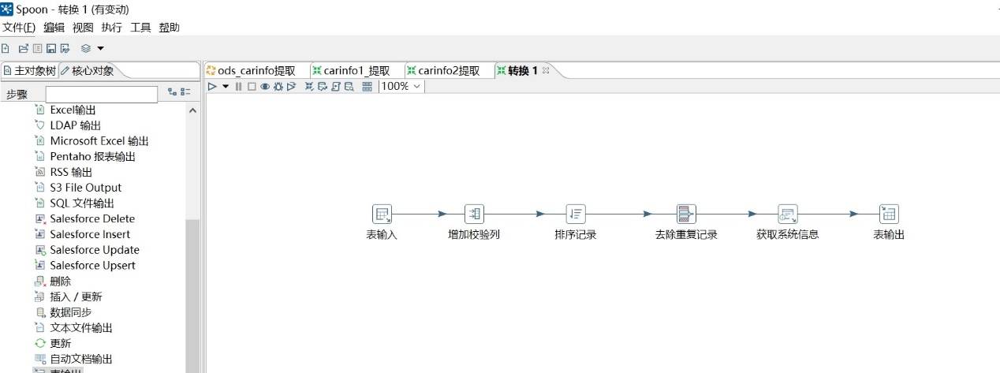 Spoon - 转换 1 (有变动)
文件(F) 编辑 视图 执行 工具 帮助
主对象树 核心对象
ods_carinfo提取 carinfo1_提取 carinfo2提取 转换 1
100%
步骤
Excel输出
LDAP 输出
Microsoft Excel 输出
Pentaho 报表输出
RSS 输出
S3 File Output
SQL 文件输出
Salesforce Delete
Salesforce Insert
Salesforce Update
Salesforce Upsert
删除
插入 / 更新
数据同步
文本文件输出
更新
自动文档输出
表输出
表输入 增加校验列 排序记录 去除重复记录 获取系统信息 表输出